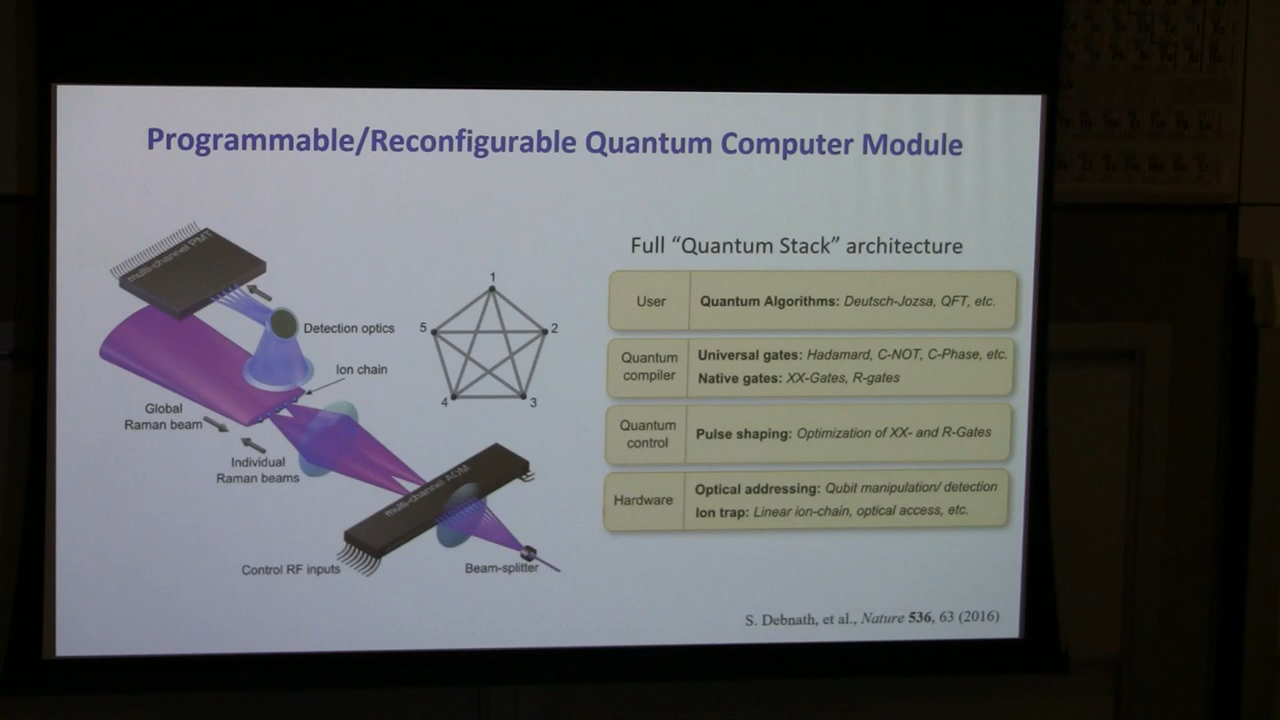 Programmable/Reconfigurable Quantum Computer Module
multi-channel PMT
Detection optics
Ion chain
Global
Raman beam
Individual
Raman beams
multi-channel AOM
Control RF inputs
Beam-splitter
1
5
2
4
3
Full “Quantum Stack” architecture
User
Quantum Algorithms: Deutsch-Jozsa, QFT, etc.
Quantum
compiler
Universal gates: Hadamard, C-NOT, C-Phase, etc.
Native gates: XX-Gates, R-gates
Quantum
control
Pulse shaping: Optimization of XX- and R-Gates
Hardware
Optical addressing: Qubit manipulation/ detection
Ion trap: Linear ion-chain, optical access, etc.
S. Debnath, et al., Nature 536, 63 (2016)